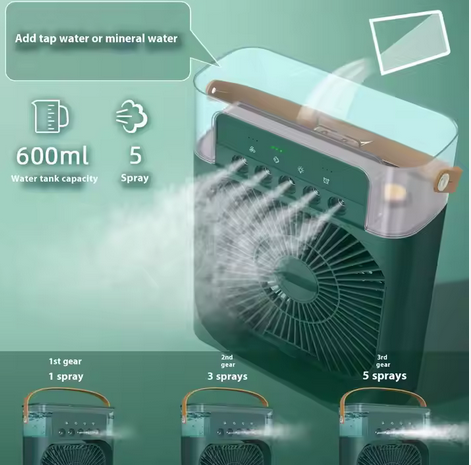 Add tap water or mineral water
600ml
Water tank capacity
5
Spray
1st gear
1 spray
2nd
gear
3 sprays
3rd
gear
5 sprays